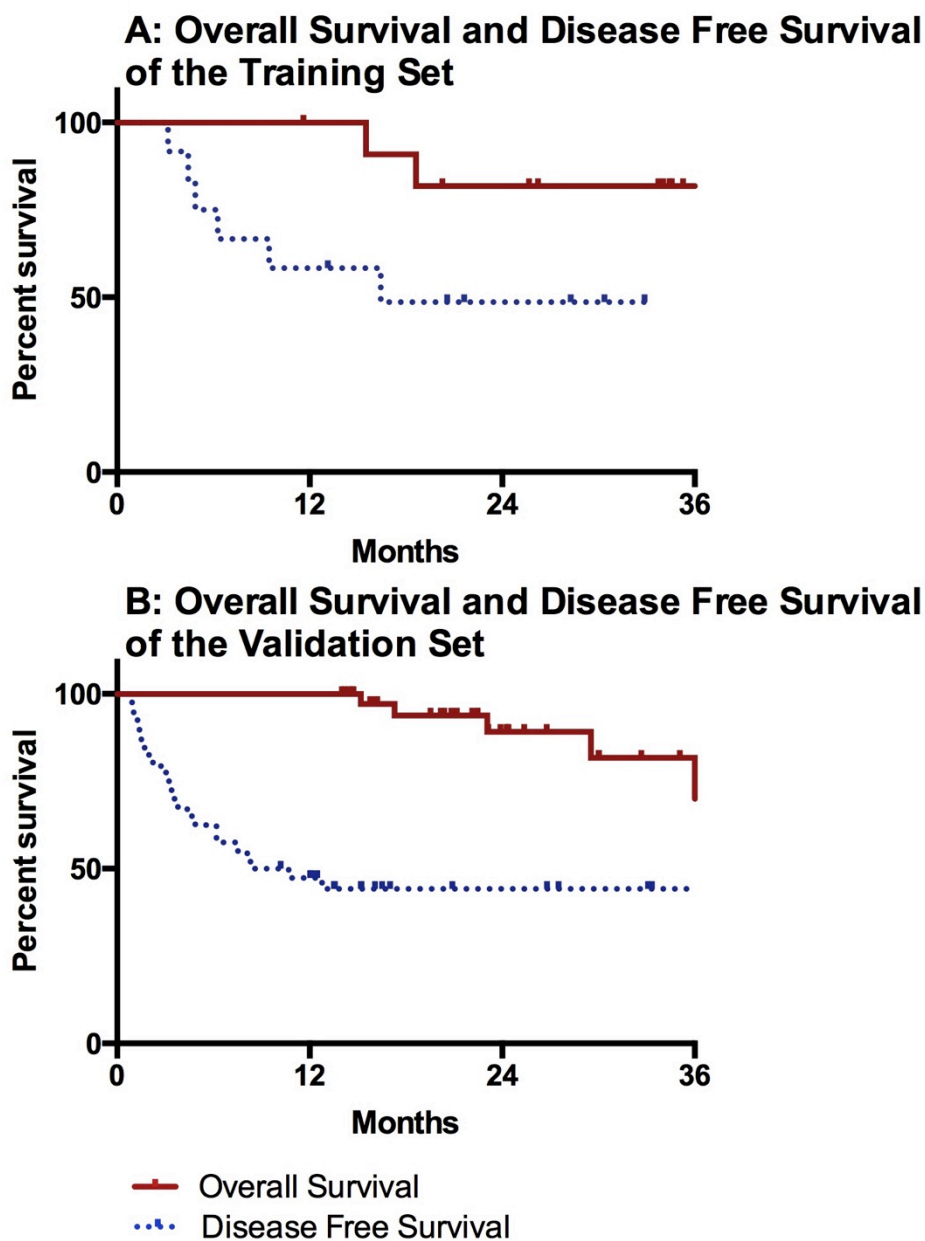 A: Overall Survival and Disease Free Survival
of the Training Set
Percent survival
100
50
0
0 12 24 36
Months
B: Overall Survival and Disease Free Survival
of the Validation Set
Percent survival
100
50
0
0 12 24 36
Months
Overall Survival
Disease Free Survival